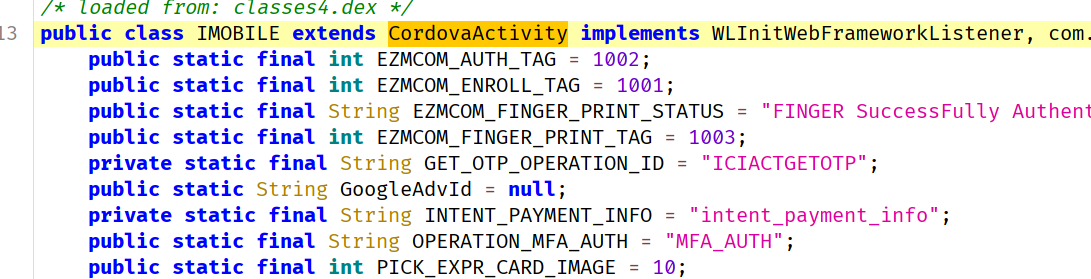 /* loaded from: classes4.dex */
13 public class IMOBILE extends CordovaActivity implements WLInitWebFrameworkListener, com.
public static final int EZMCOM_AUTH_TAG = 1002;
public static final int EZMCOM_ENROLL_TAG = 1001;
public static final String EZMCOM_FINGER_PRINT_STATUS = "FINGER SuccessFully Authent
public static final int EZMCOM_FINGER_PRINT_TAG = 1003;
private static final String GET_OTP_OPERATION_ID = "ICIACTGETOTP";
public static String GoogleAdvId = null;
private static final String INTENT_PAYMENT_INFO = "intent_payment_info";
public static final String OPERATION_MFA_AUTH = "MFA_AUTH";
public static final int PICK_EXPR_CARD_IMAGE = 10;